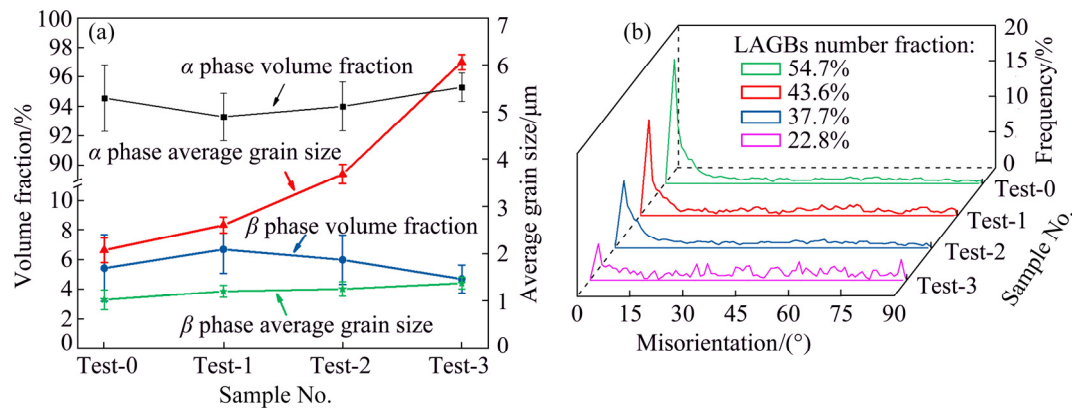 (a)
α phase volume fraction
α phase average grain size
β phase volume fraction
β phase average grain size
Volume fraction/%
100
98
96
94
92
90
10
8
6
4
2
0
Average grain size/μm
7
6
5
4
3
2
1
0
Test-0 Test-1 Test-2 Test-3
Sample No.
(b)
LAGBs number fraction:
54.7%
43.6%
37.7%
22.8%
Frequency/%
20
15
10
5
0
Test-0
Test-1
Test-2
Test-3
Sample No.
0 15 30 45 60 75 90
Misorientation/(°)